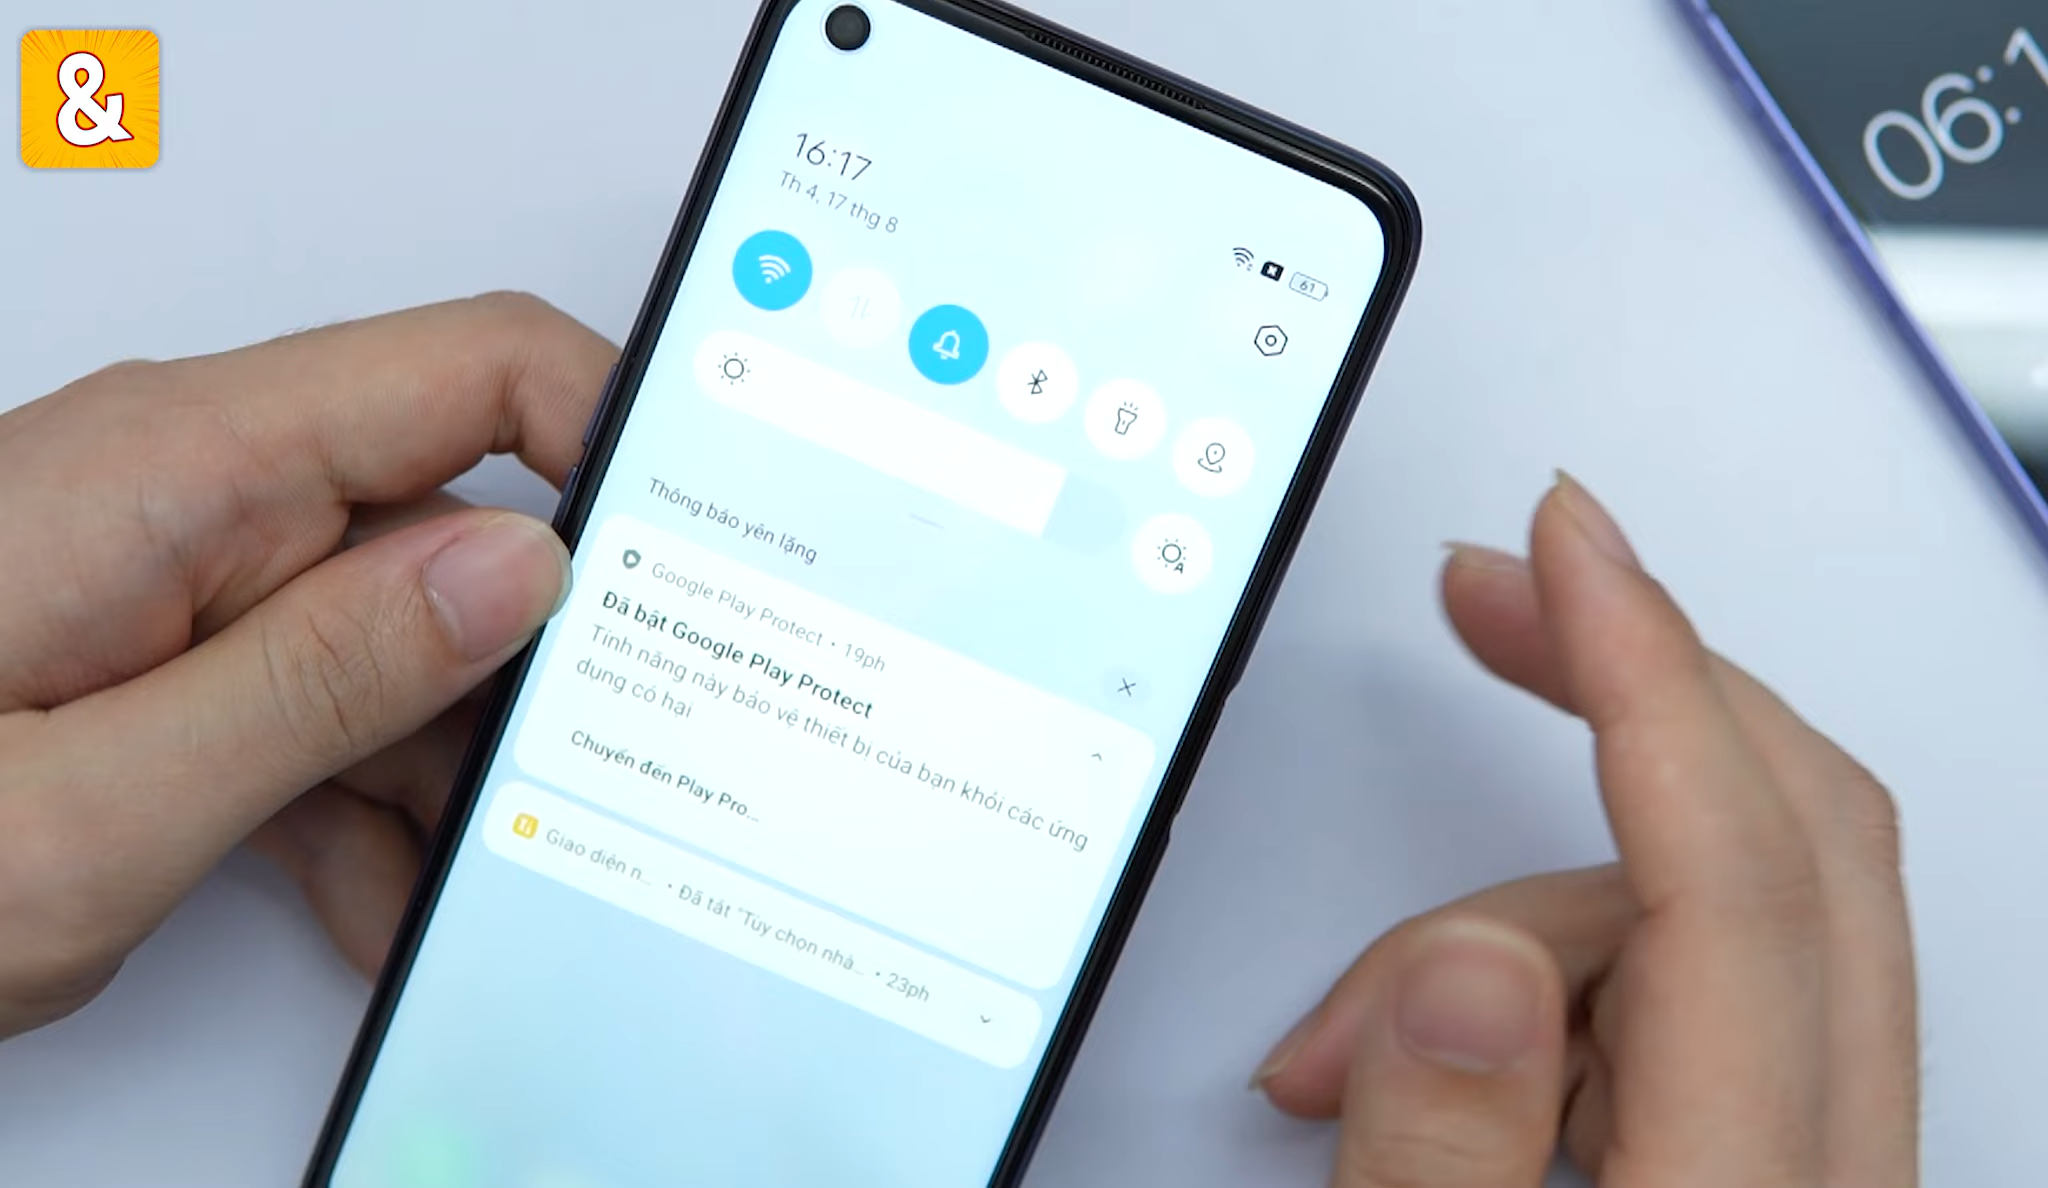 &
06:1
16:17
Th 4, 17 thg 8
61
A
Thông báo yên lặng
Google Play Protect • 19ph
Đã bật Google Play Protect
Tính năng này bảo vệ thiết bị của bạn khỏi các ứng
dụng có hại
Chuyển đến Play Pro...
Giao diện n... • Đã tắt "Tùy chọn nhà... • 23ph